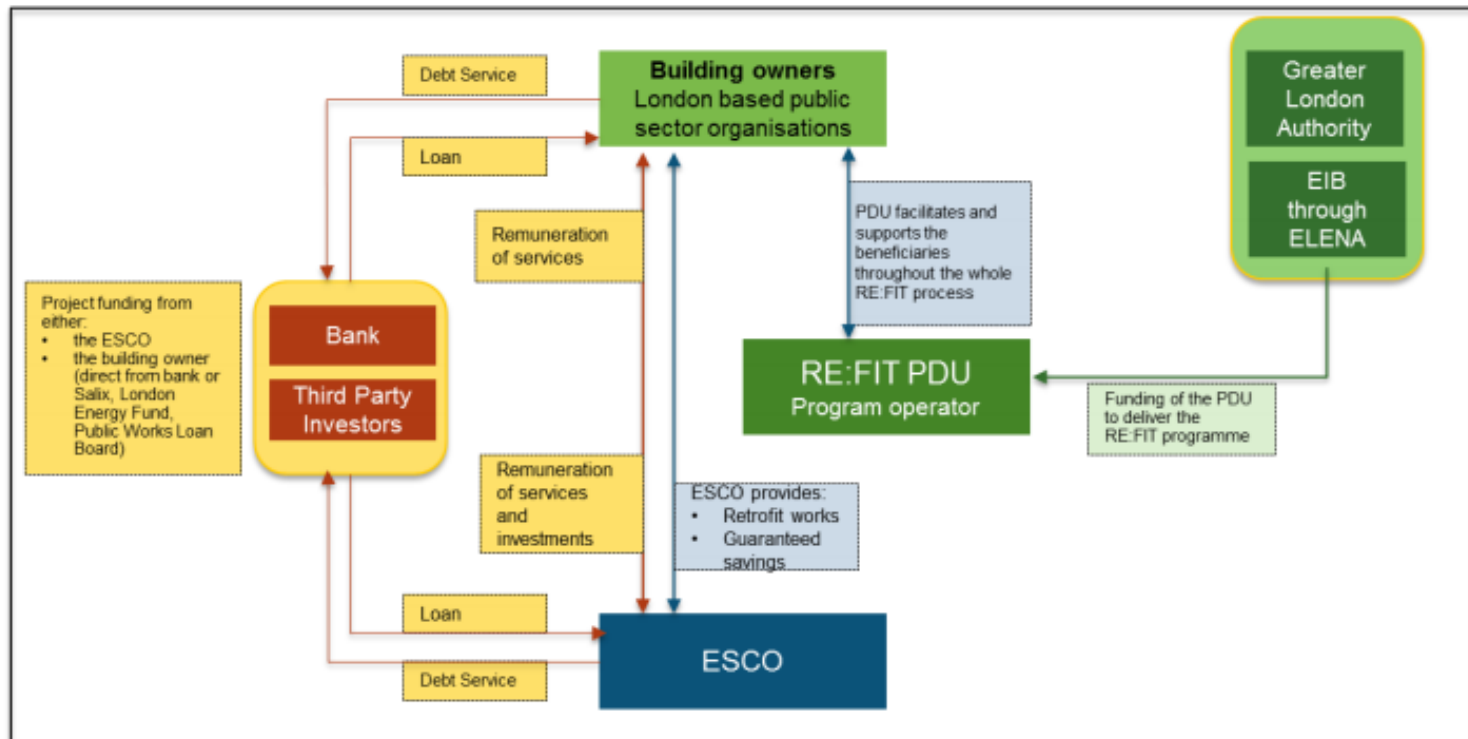 Debt Service
Loan
Building owners
London based public
sector organisations
Greater
London
Authority
EIB
through
ELENA
Remuneration
of services
PDU facilitates and
supports the
beneficiaries
throughout the whole
RE:FIT process
Project funding from
either:
• the ESCO
• the building owner
(direct from bank or
Salix, London
Energy Fund,
Public Works Loan
Board)
Bank
Third Party
Investors
RE:FIT PDU
Program operator
Funding of the PDU
to deliver the
RE:FIT programme
Remuneration
of services
and
investments
ESCO provides:
• Retrofit works
• Guaranteed
savings
Loan
Debt Service
ESCO